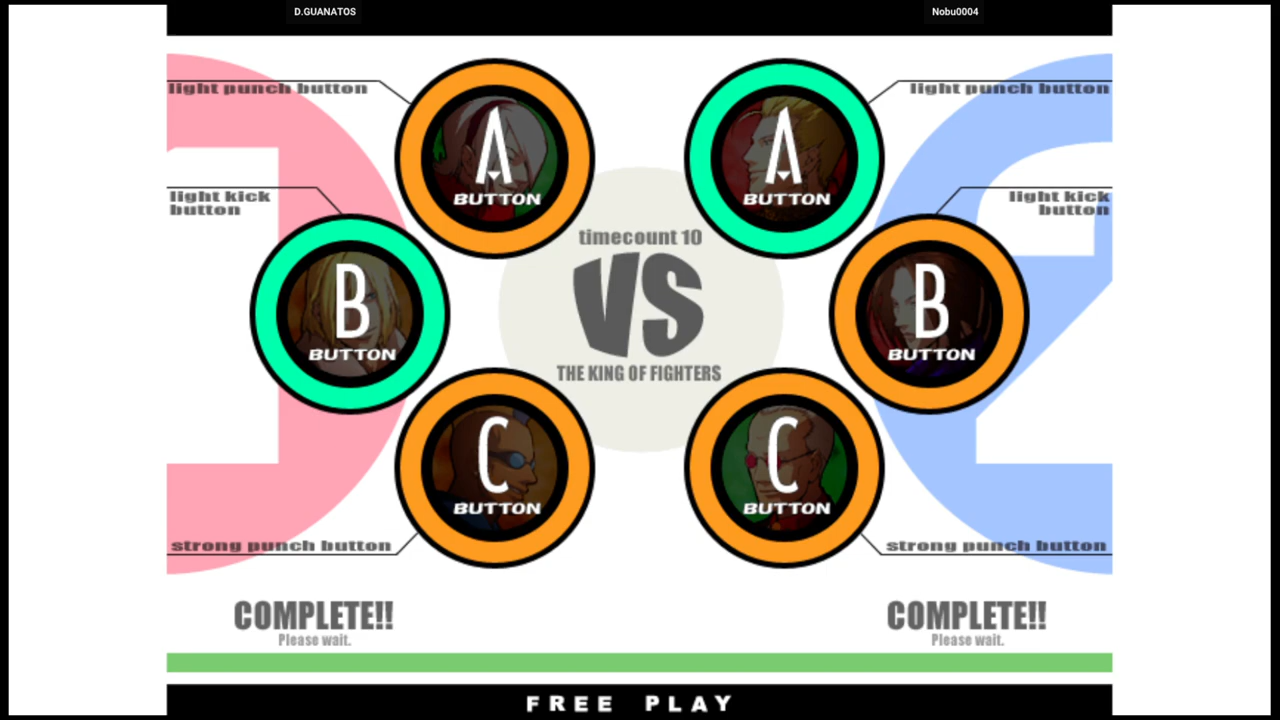 D.GUANATOS
Nobu0004
light punch button
light punch button
A
BUTTON
A
BUTTON
light kick
button
light kick
button
timecount 10
VS
THE KING OF FIGHTERS
B
BUTTON
B
BUTTON
1
2
C
BUTTON
C
BUTTON
strong punch button
strong punch button
COMPLETE!!
Please wait.
COMPLETE!!
Please wait.
FREE PLAY